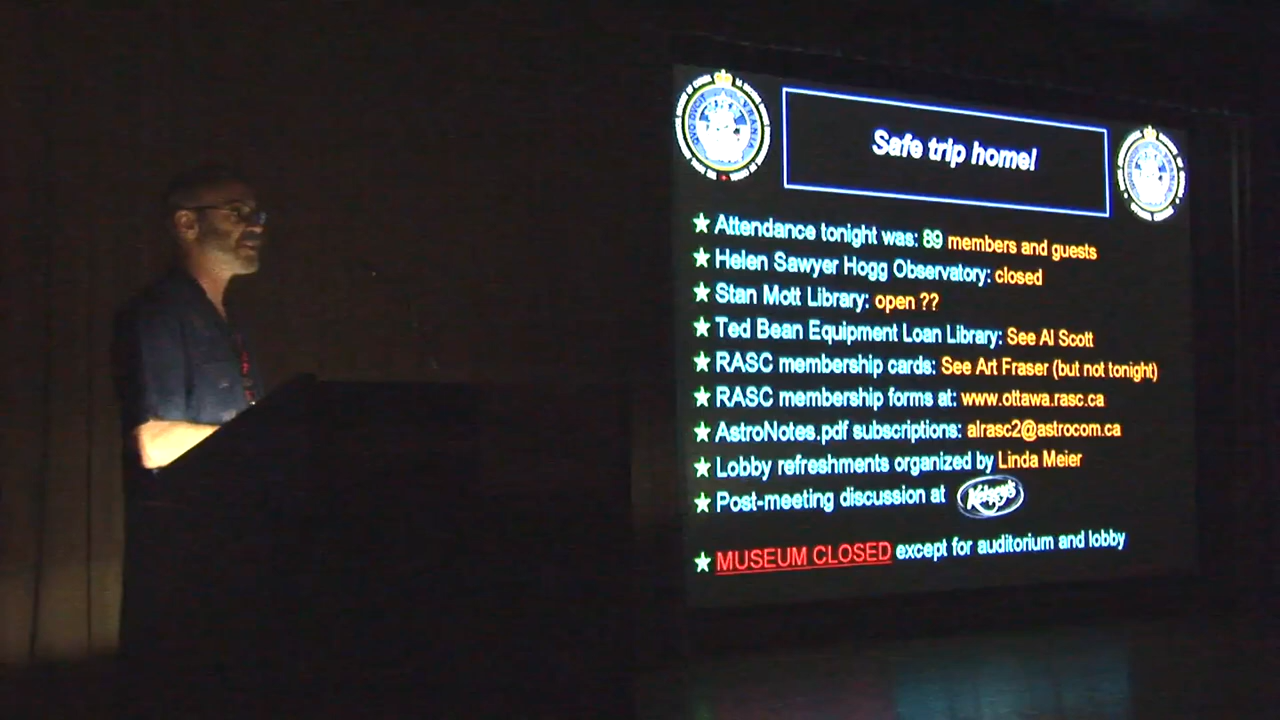 Safe trip home!
Attendance tonight was: 89 members and guests
Helen Sawyer Hogg Observatory: closed
Stan Mott Library: open ??
Ted Bean Equipment Loan Library: See Al Scott
RASC membership cards: See Art Fraser (but not tonight)
RASC membership forms at: www.ottawa.rasc.ca
AstroNotes.pdf subscriptions: alrasc2@astrocom.ca
Lobby refreshments organized by Linda Meier
Post-meeting discussion at Kelsey's
MUSEUM CLOSED except for auditorium and lobby